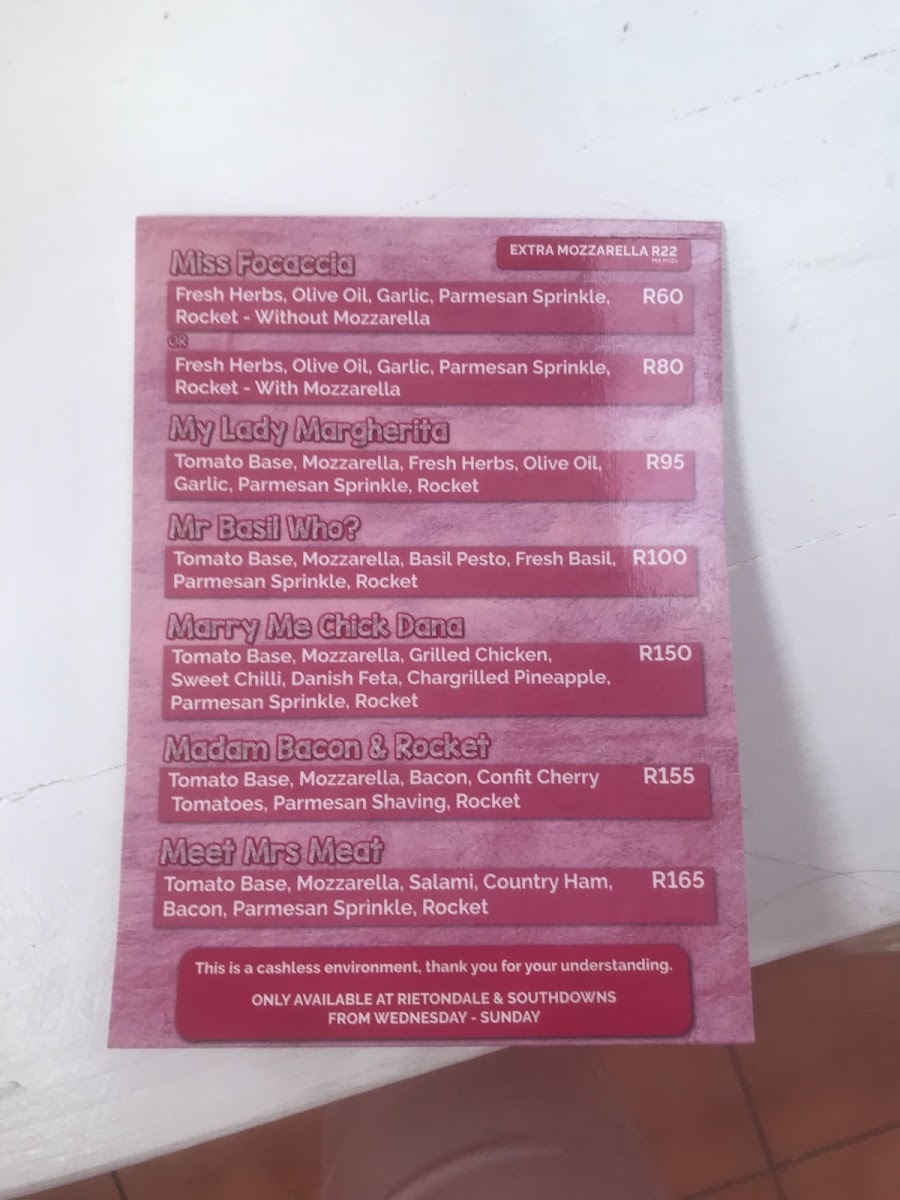 Miss Focaccia
EXTRA MOZZARELLA R22
PER PIZZA
Fresh Herbs, Olive Oil, Garlic, Parmesan Sprinkle, R60
Rocket - Without Mozzarella
OR
Fresh Herbs, Olive Oil, Garlic, Parmesan Sprinkle, R80
Rocket - With Mozzarella
My Lady Margherita
Tomato Base, Mozzarella, Fresh Herbs, Olive Oil, R95
Garlic, Parmesan Sprinkle, Rocket
Mr Basil Who?
Tomato Base, Mozzarella, Basil Pesto, Fresh Basil, R100
Parmesan Sprinkle, Rocket
Marry Me Chick Dana
Tomato Base, Mozzarella, Grilled Chicken, R150
Sweet Chilli, Danish Feta, Chargrilled Pineapple,
Parmesan Sprinkle, Rocket
Madam Bacon & Rocket
Tomato Base, Mozzarella, Bacon, Confit Cherry R155
Tomatoes, Parmesan Shaving, Rocket
Meet Mrs Meat
Tomato Base, Mozzarella, Salami, Country Ham, R165
Bacon, Parmesan Sprinkle, Rocket
This is a cashless environment, thank you for your understanding.
ONLY AVAILABLE AT RIETONDALE & SOUTHDOWNS
FROM WEDNESDAY - SUNDAY